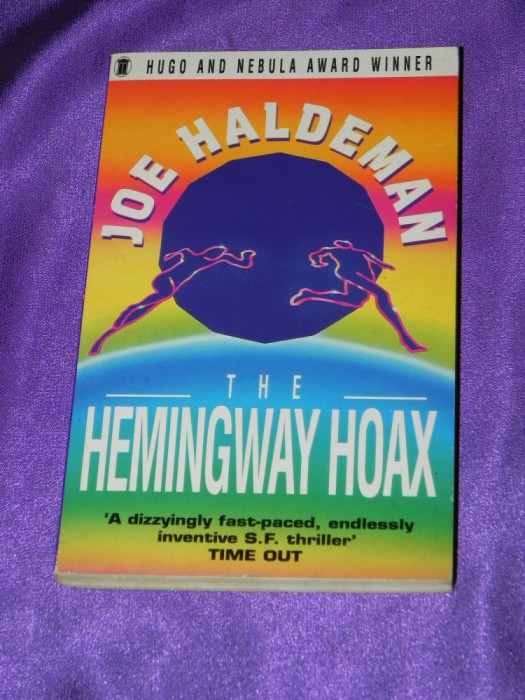 HUGO AND NEBULA AWARD WINNER
JOE HALDEMAN
THE
HEMINGWAY HOAX
'A dizzyingly fast-paced, endlessly
inventive S.F. thriller'
TIME OUT